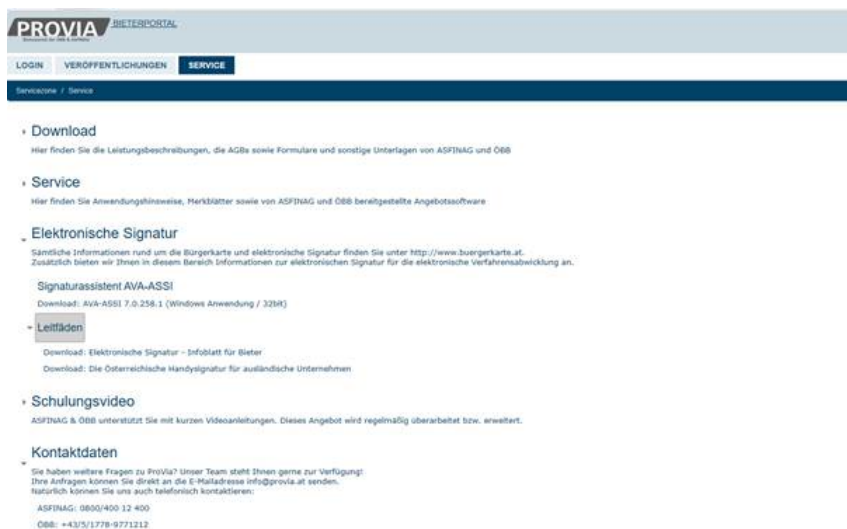 PROVIA BIETERPORTAL
LOGIN VERÖFFENTLICHUNGEN SERVICE
Servicezone / Service
Download
Hier finden Sie die Leistungsbeschreibungen, die AGBs sowie Formulare und sonstige Unterlagen von ASFINAG und ÖBB
Service
Hier finden Sie Anwendungshinweise, Merkblätter sowie von ASFINAG und ÖBB bereitgestellte Angebotssoftware
Elektronische Signatur
Sämtliche Informationen rund um die Bürgerkarte und elektronische Signatur finden Sie unter http://www.buergerkarte.at.
Zusätzlich bieten wir Ihnen in diesem Bereich Informationen zur elektronischen Signatur für die elektronische Verfahrensabwicklung an.
Signaturassistent AVA-ASSI
Download: AVA-ASSI 7.0.258.1 (Windows Anwendung / 32bit)
Leitfäden
Download: Elektronische Signatur - Infoblatt für Bieter
Download: Die Österreichische Handysignatur für ausländische Unternehmen
Schulungsvideo
ASFINAG & ÖBB unterstützt Sie mit kurzen Videoanleitungen. Dieses Angebot wird regelmäßig überarbeitet bzw. erweitert.
Kontaktdaten
Sie haben weitere Fragen zu ProVia? Unser Team steht Ihnen gerne zur Verfügung!
Ihre Anfragen können Sie direkt an die E-Mailadresse info@provia.at senden.
Natürlich können Sie uns auch telefonisch kontaktieren:
ASFINAG: 0800/400 12 400
ÖBB: +43/5/1778-9771212